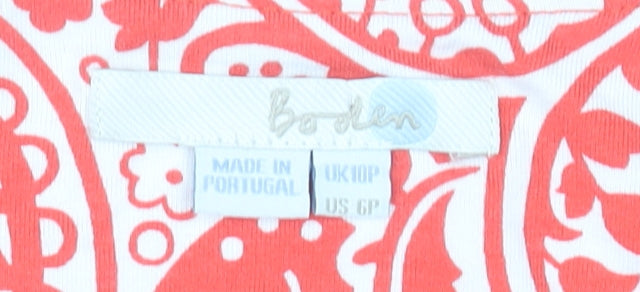 Boden
MADE IN
PORTUGAL
UK10P
US 6P